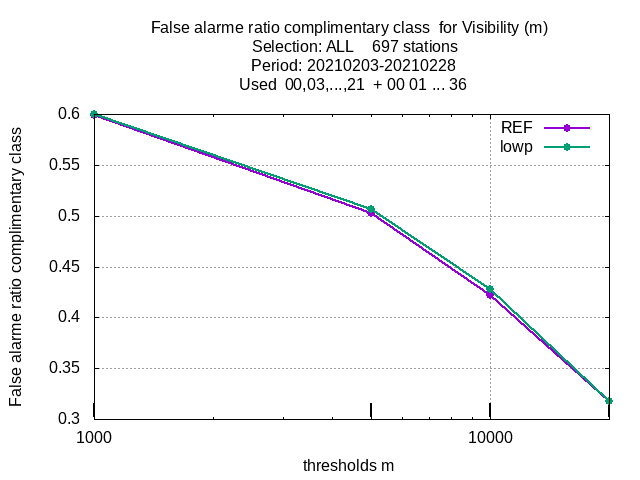 False alarme ratio complimentary class  for Visibility (m)
Selection: ALL    697 stations
Period: 20210203-20210228
Used  00,03,...,21  + 00 01 ... 36
False alarme ratio complimentary class
0.6
0.55
0.5
0.45
0.4
0.35
0.3
REF
lowp
1000
10000
thresholds m